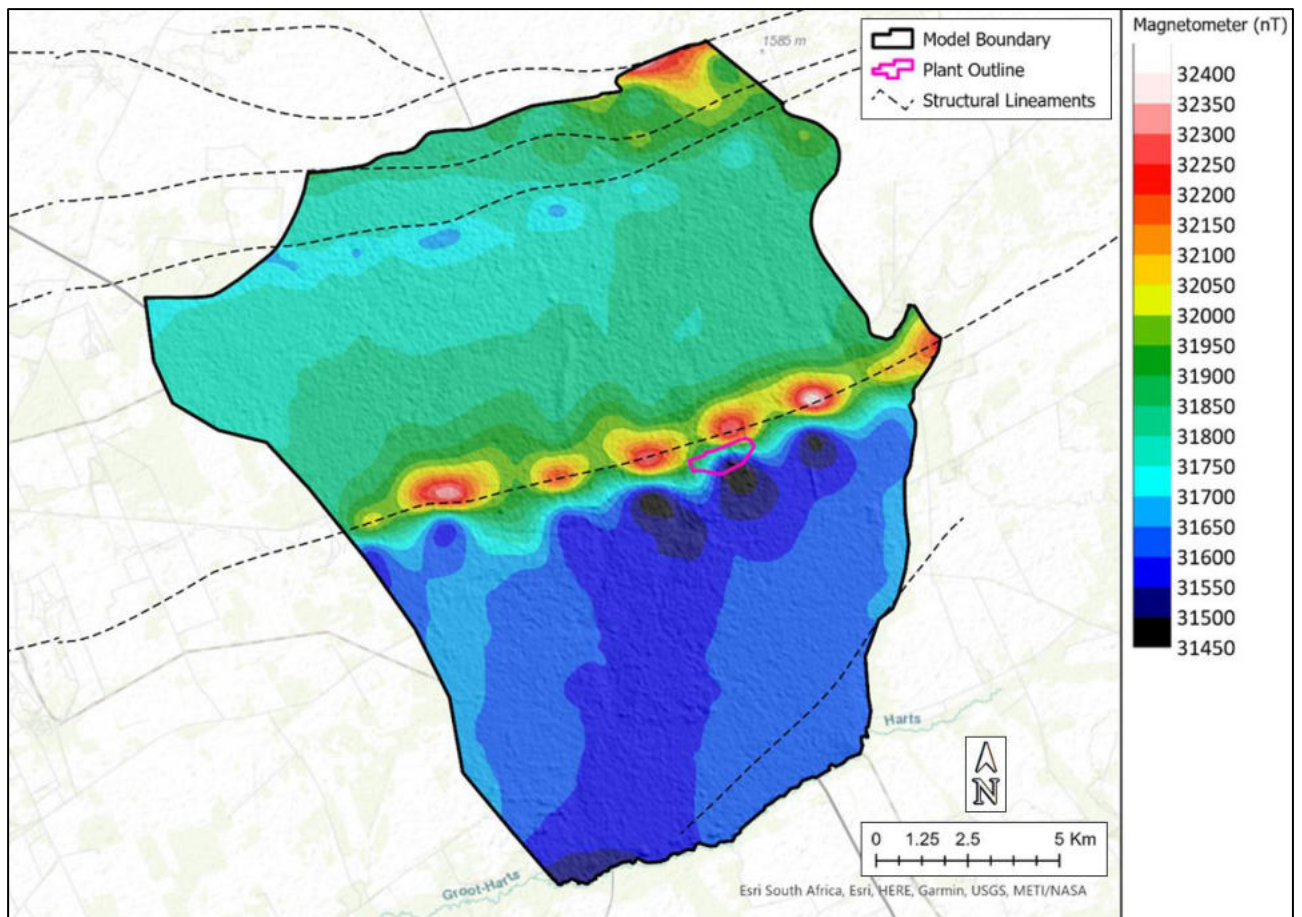 1585 m
Model Boundary
Plant Outline
Structural Lineaments
Magnetometer (nT)
32400
32350
32300
32250
32200
32150
32100
32050
32000
31950
31900
31850
31800
31750
31700
31650
31600
31550
31500
31450
Harts
Groot-Harts
N
0 1.25 2.5 5 Km
Esri South Africa, Esri, HERE, Garmin, USGS, METI/NASA